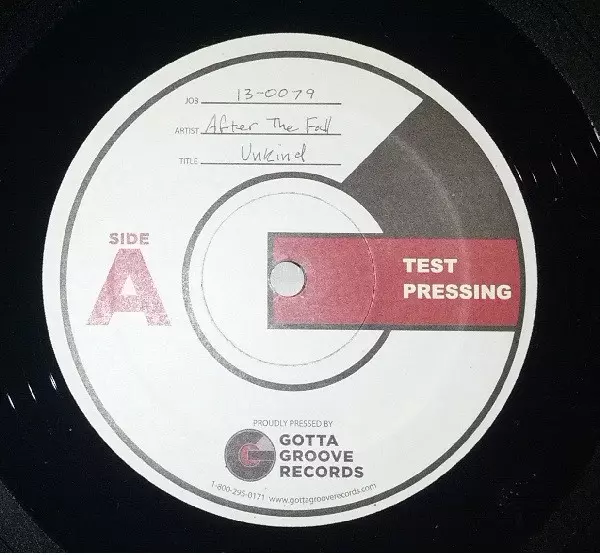 JOB 13-0079
ARTIST After The Fall
TITLE Unkind
SIDE
A
TEST
PRESSING
PROUDLY PRESSED BY
GOTTA
GROOVE
RECORDS
1-800-295-0171 www.gottagrooverecords.com